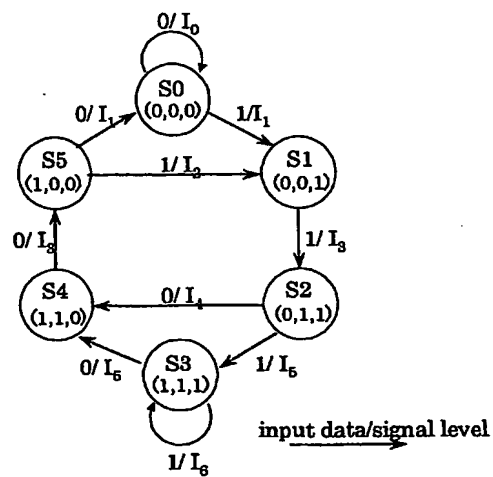 0/ I₀
S0
(0,0,0)
0/ I₁
1/I₁
S5
(1,0,0)
1/ I₂
S1
(0,0,1)
0/ I₃
1/ I₃
S4
(1,1,0)
0/ I₄
S2
(0,1,1)
0/ I₅
S3
(1,1,1)
1/ I₅
1/ I₆
input data/signal level